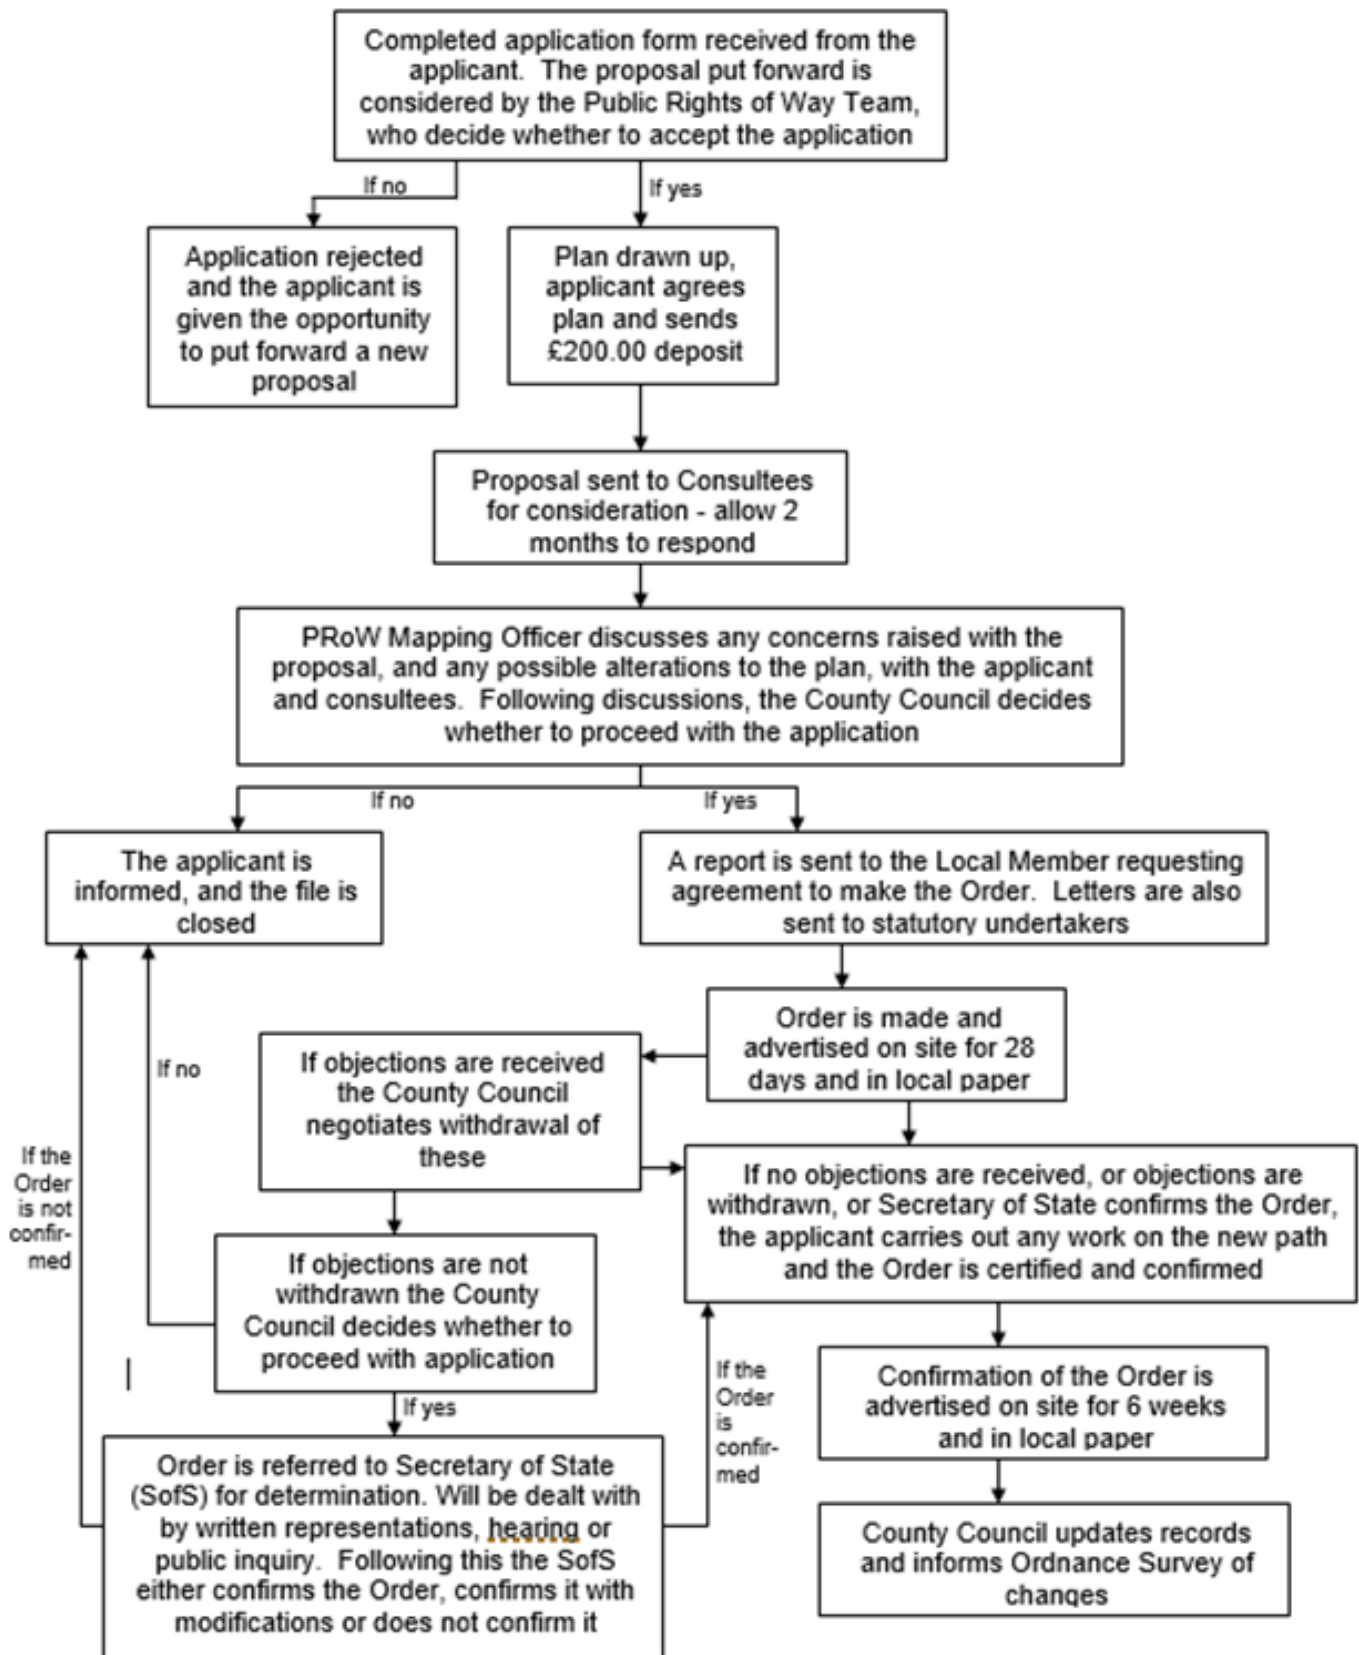 Completed application form received from the
applicant. The proposal put forward is
considered by the Public Rights of Way Team,
who decide whether to accept the application
If no
If yes
Application rejected
and the applicant is
given the opportunity
to put forward a new
proposal
Plan drawn up,
applicant agrees
plan and sends
£200.00 deposit
Proposal sent to Consultees
for consideration - allow 2
months to respond
PRoW Mapping Officer discusses any concerns raised with the
proposal, and any possible alterations to the plan, with the applicant
and consultees. Following discussions, the County Council decides
whether to proceed with the application
If no
If yes
The applicant is
informed, and the file is
closed
A report is sent to the Local Member requesting
agreement to make the Order. Letters are also
sent to statutory undertakers
Order is made and
advertised on site for 28
days and in local paper
If objections are received
the County Council
negotiates withdrawal of
these
If no
If the
Order
is not
confir-
med
If no objections are received, or objections are
withdrawn, or Secretary of State confirms the Order,
the applicant carries out any work on the new path
and the Order is certified and confirmed
If objections are not
withdrawn the County
Council decides whether to
proceed with application
If yes
If the
Order
is
confir-
med
Confirmation of the Order is
advertised on site for 6 weeks
and in local paper
Order is referred to Secretary of State
(SofS) for determination. Will be dealt with
by written representations, hearing or
public inquiry. Following this the SofS
either confirms the Order, confirms it with
modifications or does not confirm it
County Council updates records
and informs Ordnance Survey of
changes